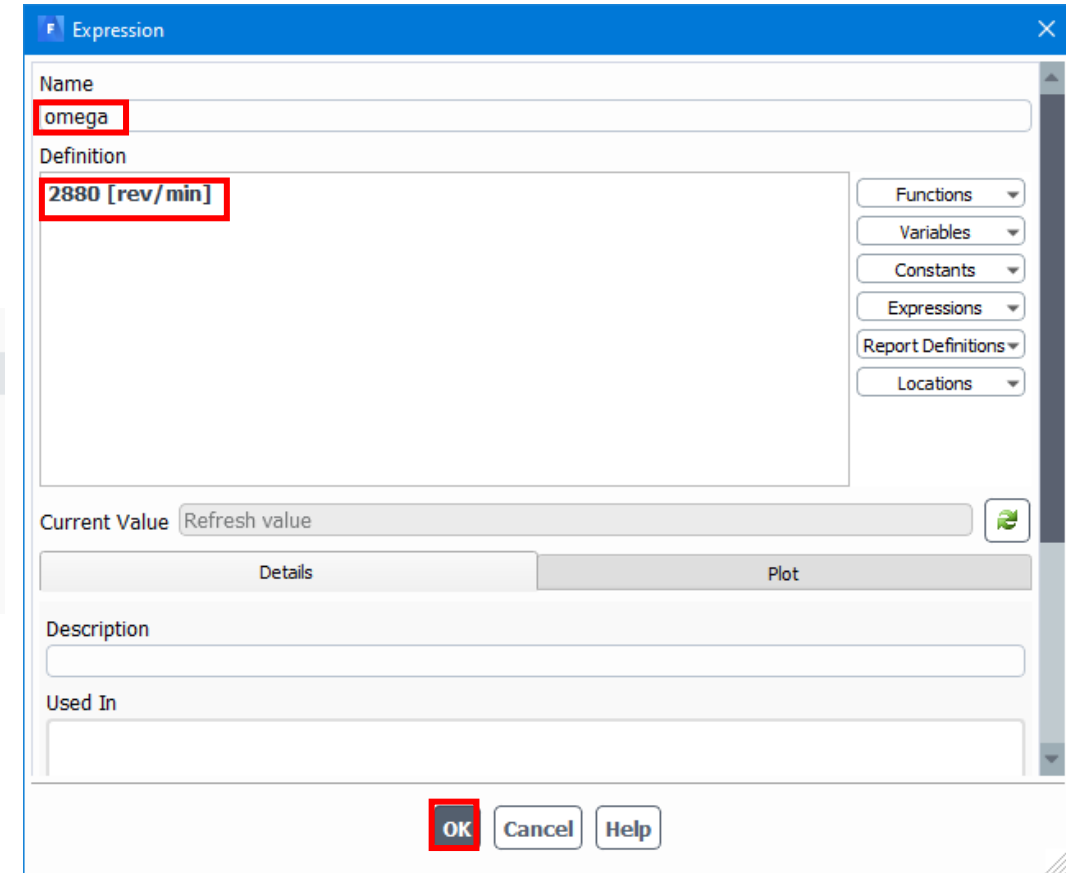 Expression
Name
omega
Definition
2880 [rev/min]
Functions
Variables
Constants
Expressions
Report Definitions
Locations
Current Value Refresh value
Details Plot
Description
Used In
OK Cancel Help